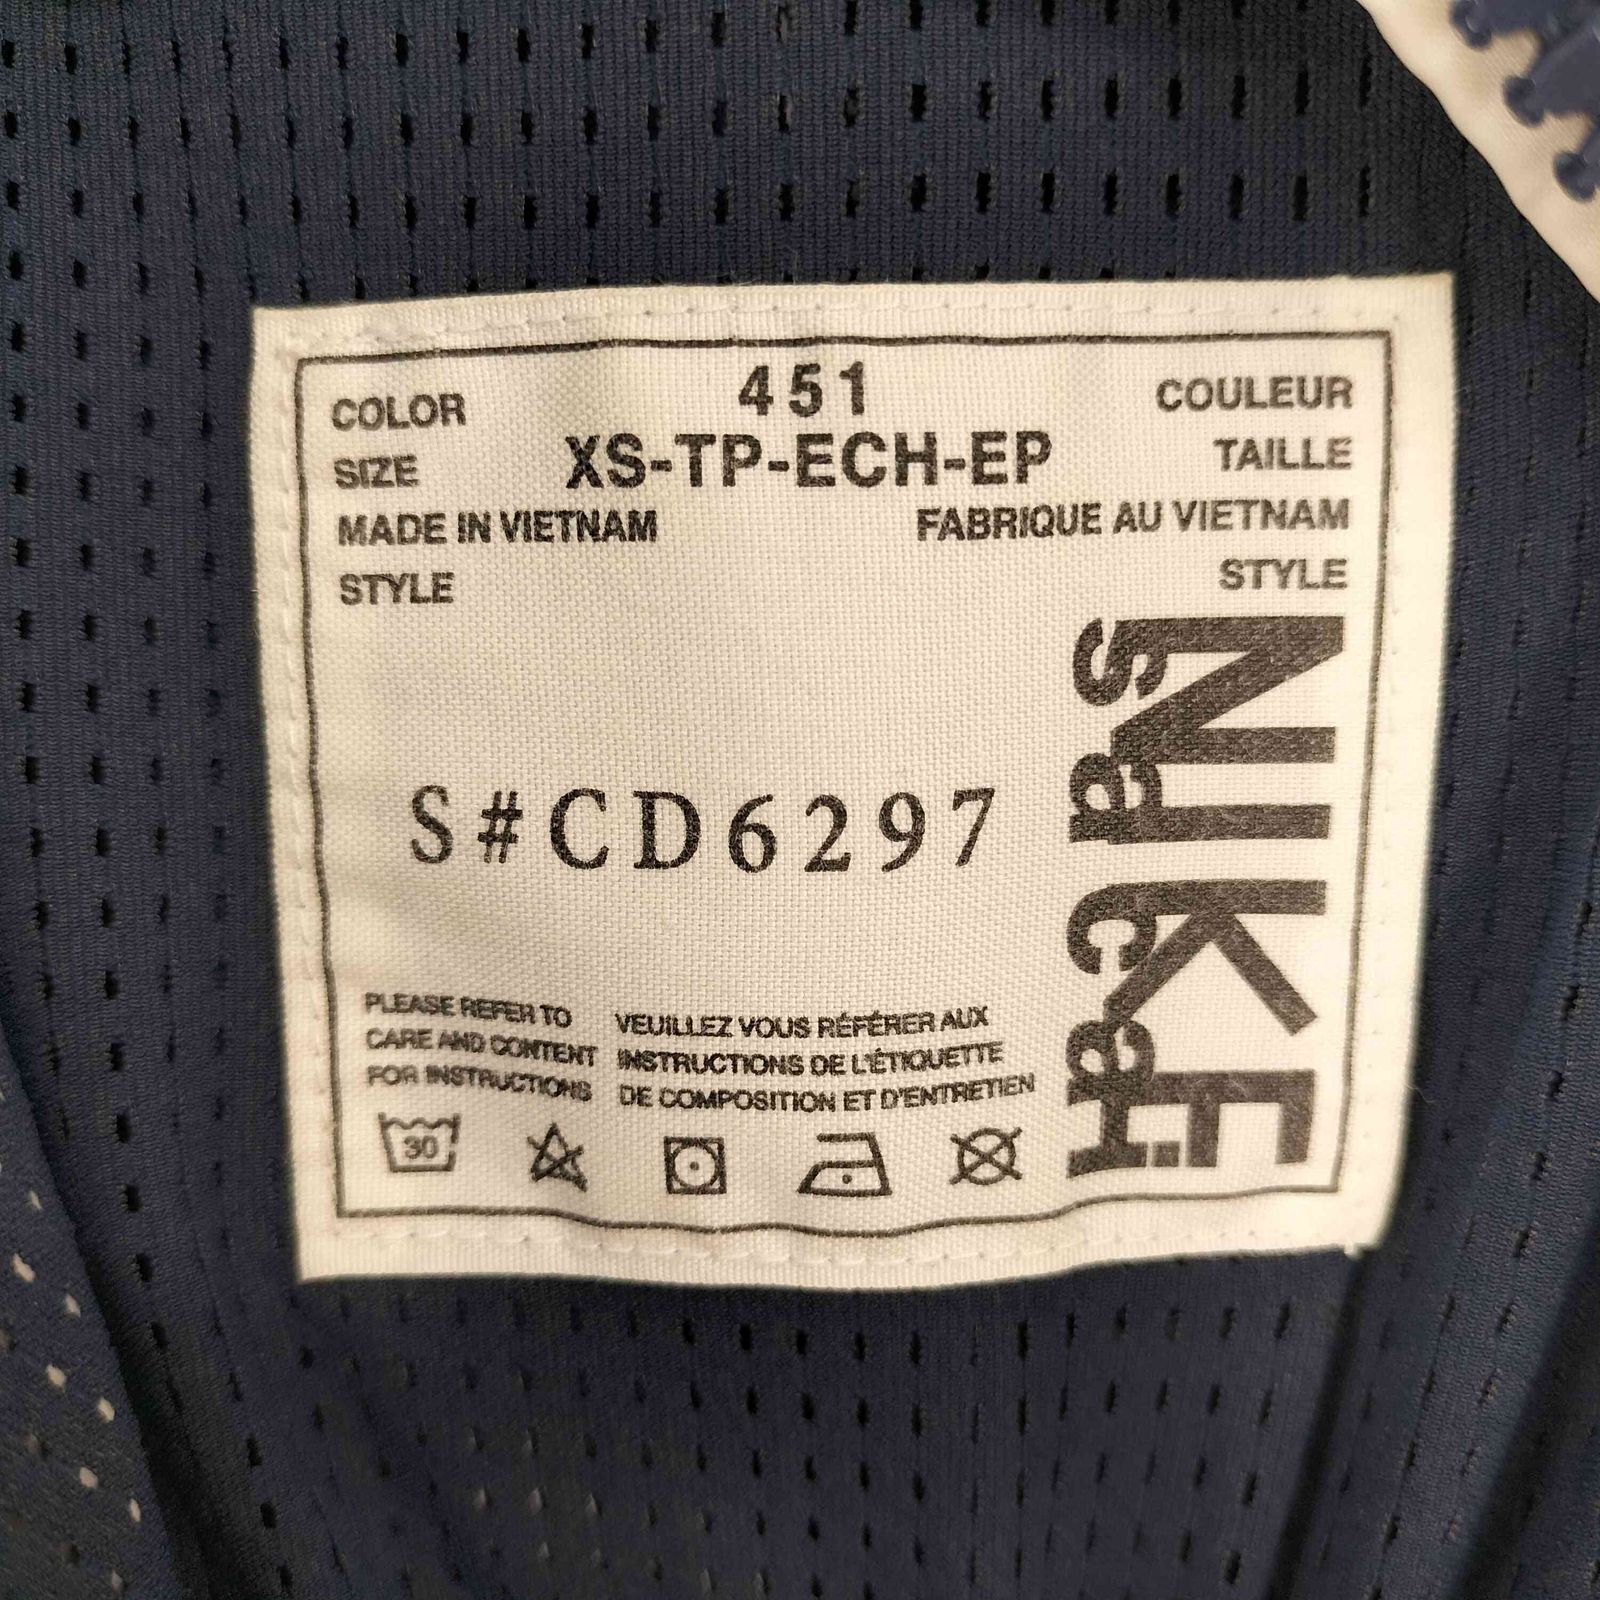 COLOR 451 COULEUR
SIZE XS-TP-ECH-EP TAILLE
MADE IN VIETNAM FABRIQUE AU VIETNAM
STYLE STYLE
S#CD6297
NIKE
sacai
PLEASE REFER TO
CARE AND CONTENT
FOR INSTRUCTIONS
VEUILLEZ VOUS RÉFÉRER AUX
INSTRUCTIONS DE L'ÉTIQUETTE
DE COMPOSITION ET D'ENTRETIEN
30